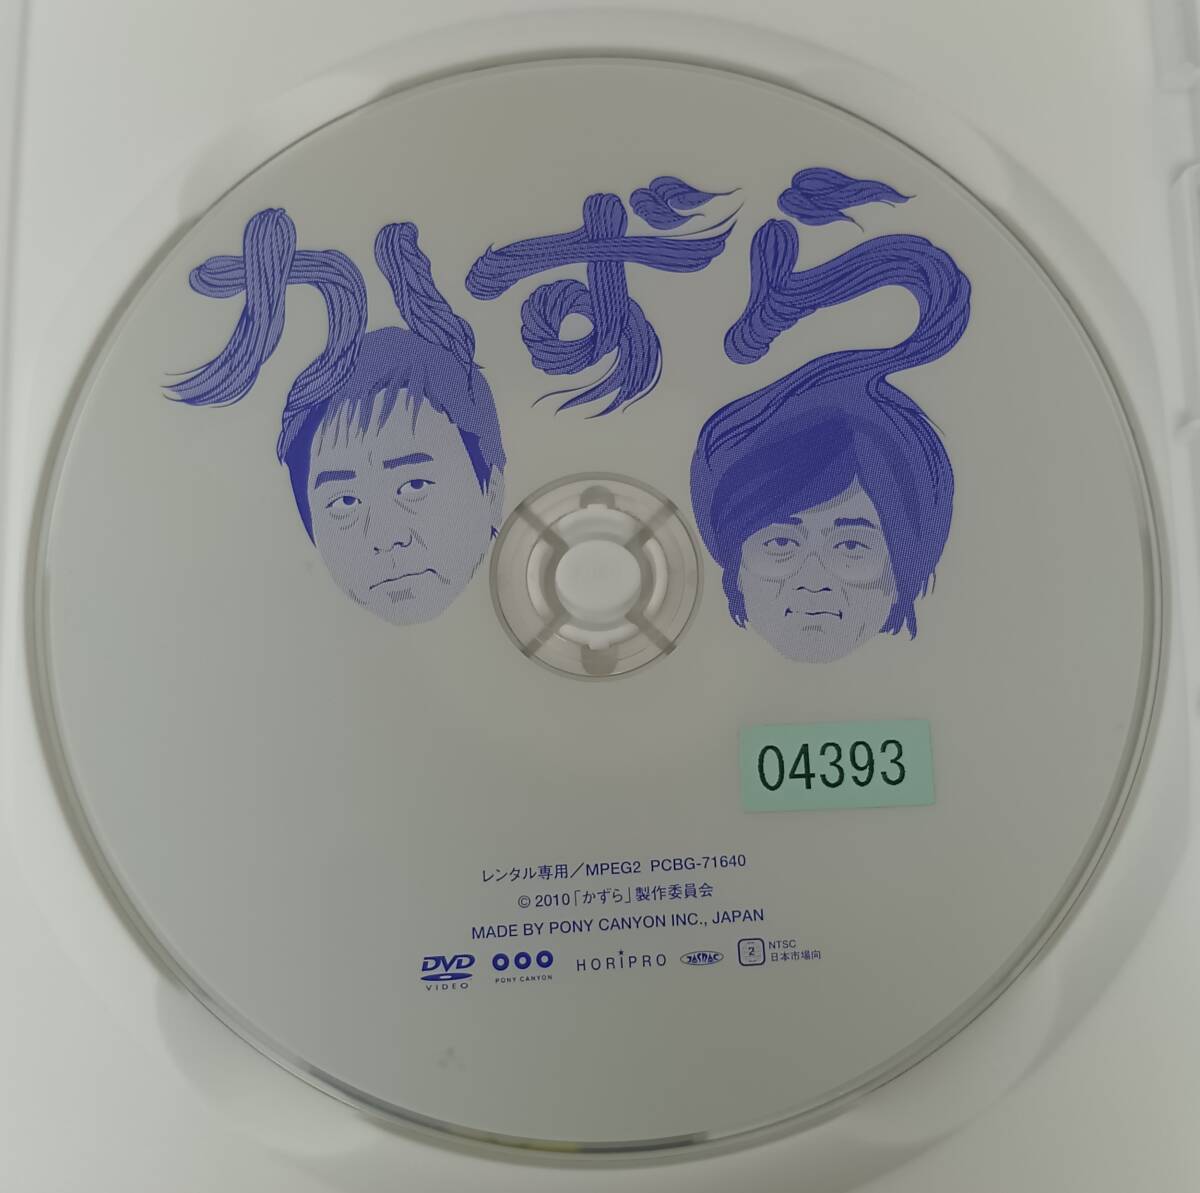 かずら
04393
レンタル専用／MPEG2 PCBG-71640
© 2010「かずら」製作委員会
MADE BY PONY CANYON INC., JAPAN
DVD
VIDEO
PONY CANYON
HORIPRO
JASRAC
2
NTSC
日本市場向